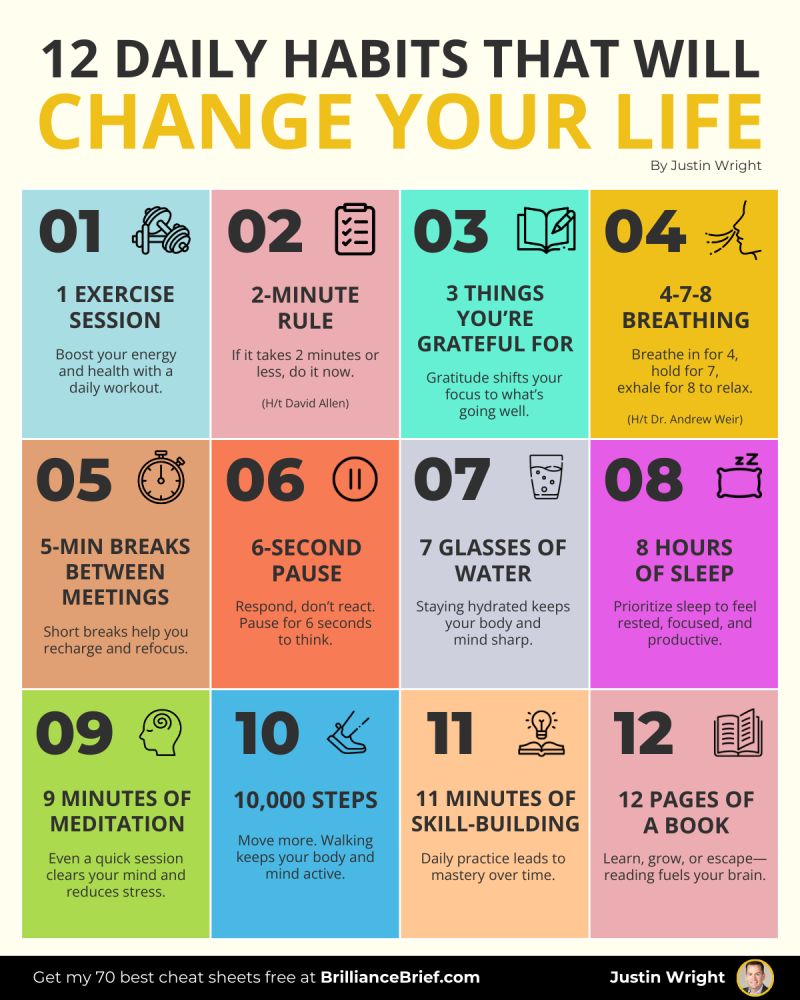 12 DAILY HABITS THAT WILL
CHANGE YOUR LIFE
By Justin Wright
01
1 EXERCISE
SESSION
Boost your energy
and health with a
daily workout.
02
2-MINUTE
RULE
If it takes 2 minutes or
less, do it now.
(H/t David Allen)
03
3 THINGS
YOU'RE
GRATEFUL FOR
Gratitude shifts your
focus to what's
going well.
04
4-7-8
BREATHING
Breathe in for 4,
hold for 7,
exhale for 8 to relax.
(H/t Dr. Andrew Weir)
05
5-MIN BREAKS
BETWEEN
MEETINGS
Short breaks help you
recharge and refocus.
06
6-SECOND
PAUSE
Respond, don't react.
Pause for 6 seconds
to think.
07
7 GLASSES OF
WATER
Staying hydrated keeps
your body and
mind sharp.
08
zZ
8 HOURS
OF SLEEP
Prioritize sleep to feel
rested, focused, and
productive.
09
9 MINUTES OF
MEDITATION
Even a quick session
clears your mind and
reduces stress.
10
10,000 STEPS
Move more. Walking
keeps your body and
mind active.
11
11 MINUTES OF
SKILL-BUILDING
Daily practice leads to
mastery over time.
12
12 PAGES OF
A BOOK
Learn, grow, or escape—
reading fuels your brain.
Get my 70 best cheat sheets free at BrillianceBrief.com
Justin Wright